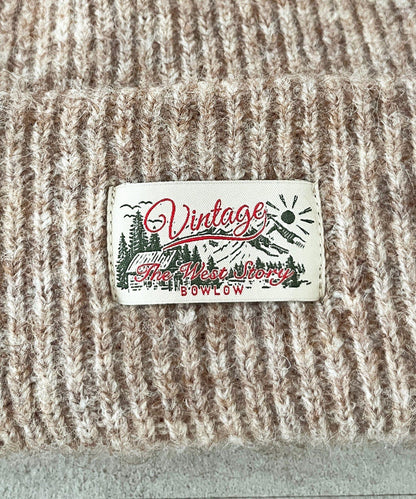 Vintage
The West Story
BOWLOW